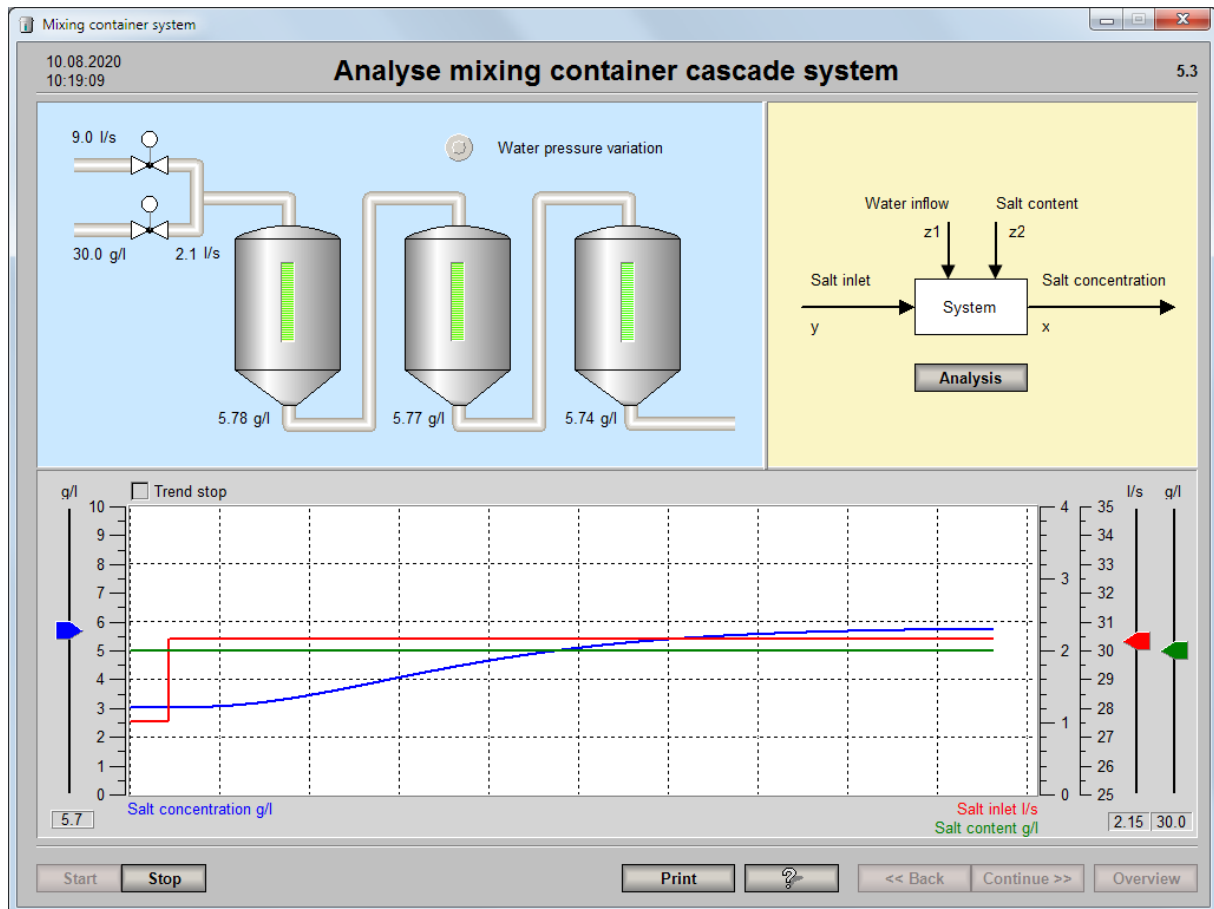 Mixing container system
10.08.2020
10:19:09
Analyse mixing container cascade system
5.3
9.0 l/s
Water pressure variation
30.0 g/l
2.1 l/s
5.78 g/l
5.77 g/l
5.74 g/l
Water inflow
Salt content
z1
z2
Salt inlet
Salt concentration
System
y
x
Analysis
g/l
Trend stop
l/s
g/l
10
9
8
7
6
5
4
3
2
1
0
4
3
2
1
0
35
34
33
32
31
30
29
28
27
26
25
Salt concentration g/l
Salt inlet l/s
Salt content g/l
5.7
2.15
30.0
Start
Stop
Print
?
<< Back
Continue >>
Overview